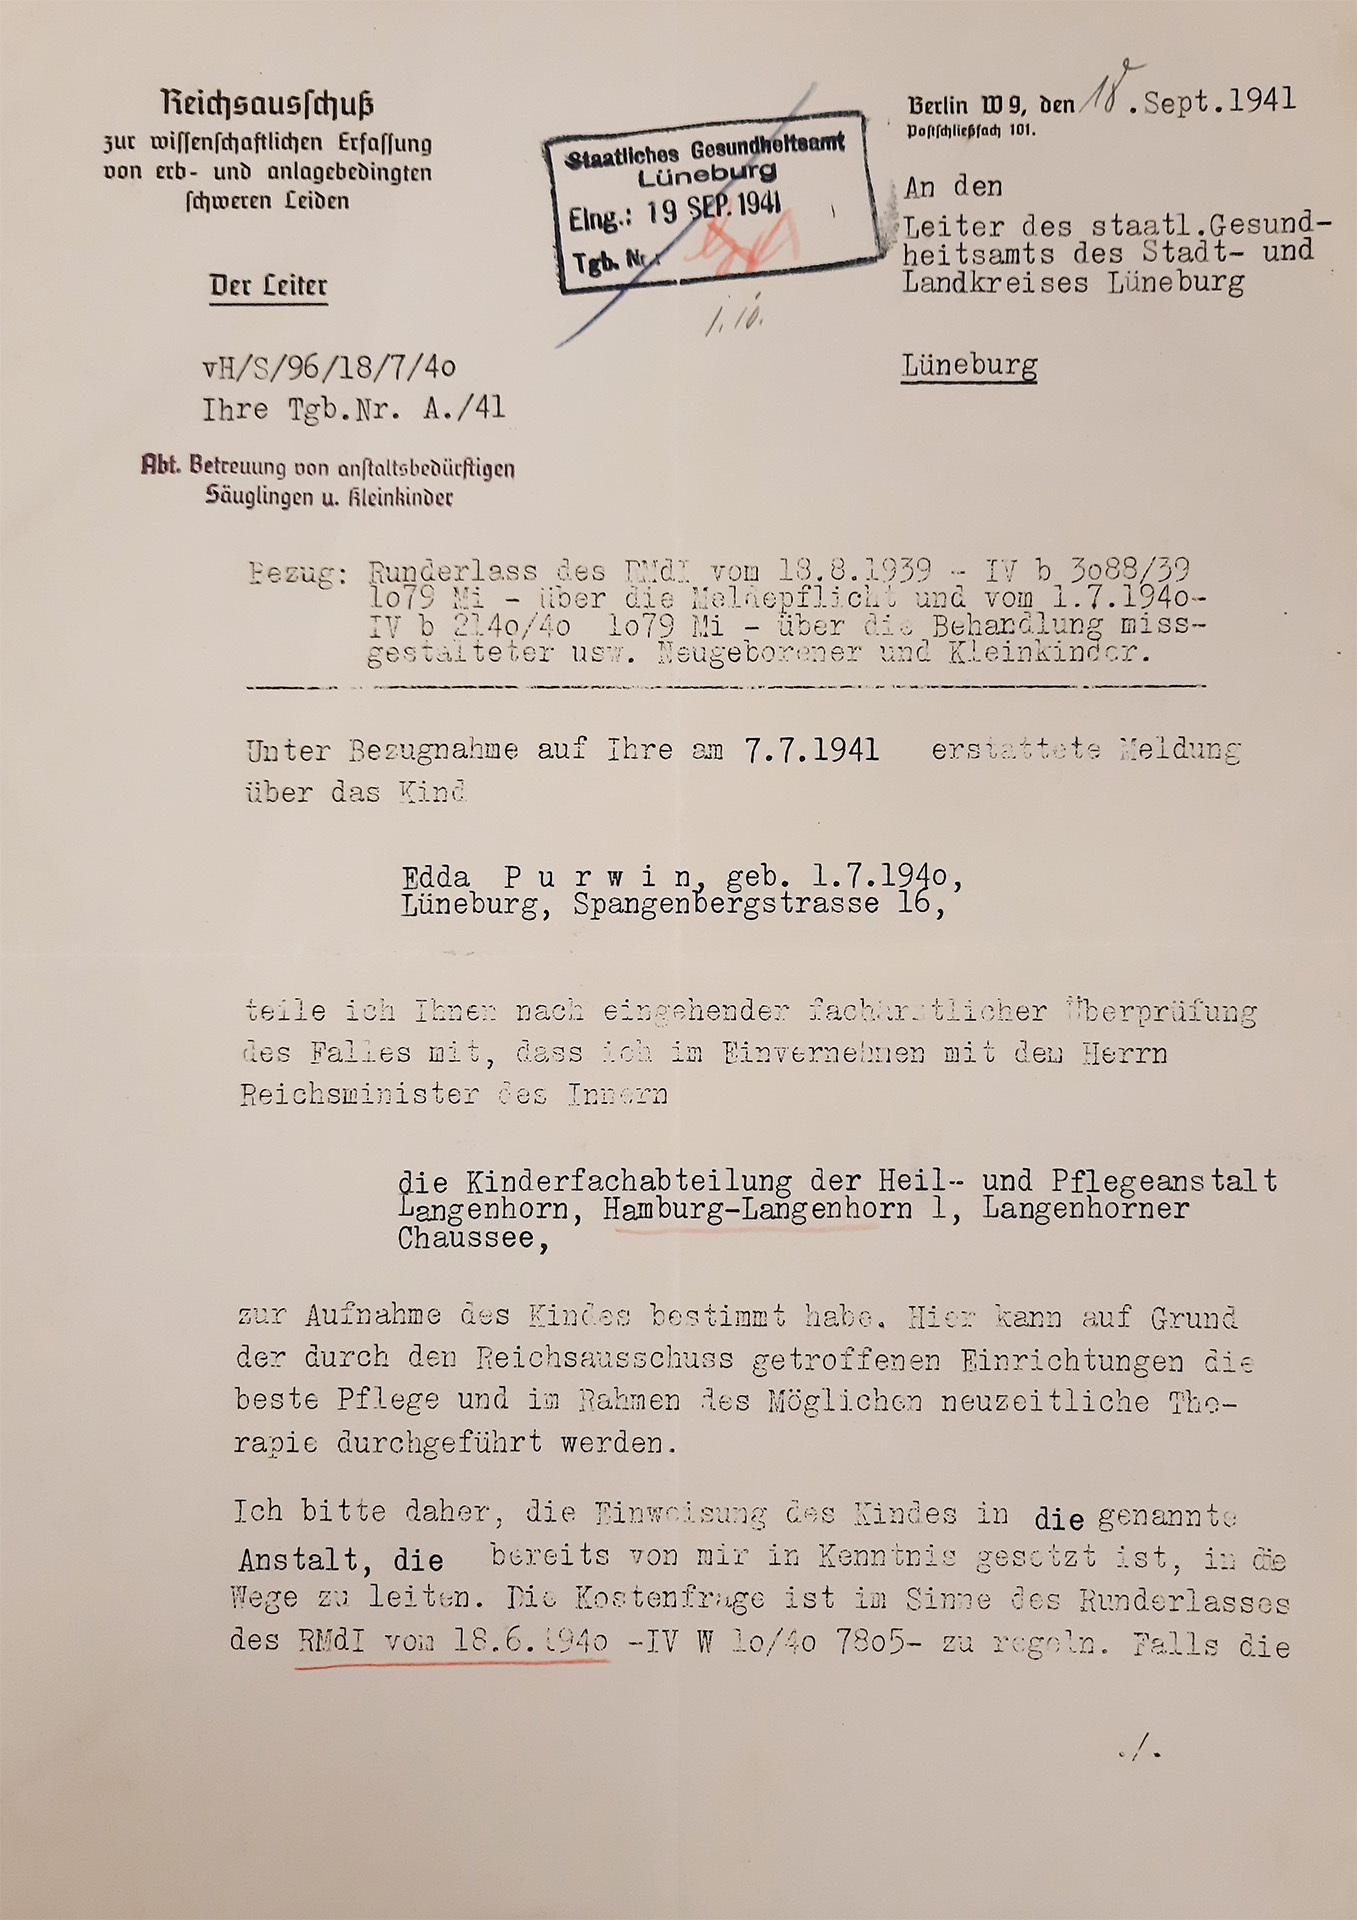 Reichsausschuß
zur wissenschaftlichen Erfassung
von erb- und anlagebedingten
schweren Leiden
Der Leiter
vH/S/96/18/7/4o
Ihre Tgb.Nr. A./41
Abt. Betreuung von anstaltsbedürftigen
Säuglingen u. Kleinkinder
Staatliches Gesundheitsamt
Lüneburg
Eing.: 19 SEP. 1941
Tgb. Nr.:
Berlin W 9, den 18. Sept. 1941
Postschließfach 101.
An den
Leiter des staatl.Gesund-
heitsamts des Stadt- und
Landkreises Lüneburg
Lüneburg
Bezug: Runderlass des RMdI vom 18.8.1939 - IV b 3o88/39
1o79 Mi - über die Meldepflicht und vom 1.7.194o-
IV b 214o/4o 1o79 Mi - über die Behandlung miss-
gestalteter usw. Neugeborener und Kleinkinder.
Unter Bezugnahme auf Ihre am 7.7.1941 erstattete Meldung
über das Kind
Edda P u r w i n, geb. 1.7.194o,
Lüneburg, Spangenbergstrasse 16,
teile ich Ihnen nach eingehender fachärztlicher Überprüfung
des Falles mit, dass ich im Einvernehmen mit dem Herrn
Reichsminister des Innern
die Kinderfachabteilung der Heil- und Pflegeanstalt
Langenhorn, Hamburg-Langenhorn 1, Langenhorner
Chaussee,
zur Aufnahme des Kindes bestimmt habe. Hier kann auf Grund
der durch den Reichsausschuss getroffenen Einrichtungen die
beste Pflege und im Rahmen des Möglichen neuzeitliche The-
rapie durchgeführt werden.
Ich bitte daher, die Einweisung des Kindes in die genannte
Anstalt, die bereits von mir in Kenntnis gesetzt ist, in die
Wege zu leiten. Die Kostenfrage ist im Sinne des Runderlasses
des RMdI vom 18.6.194o -IV W 1o/4o 78o5- zu regeln. Falls die
./.